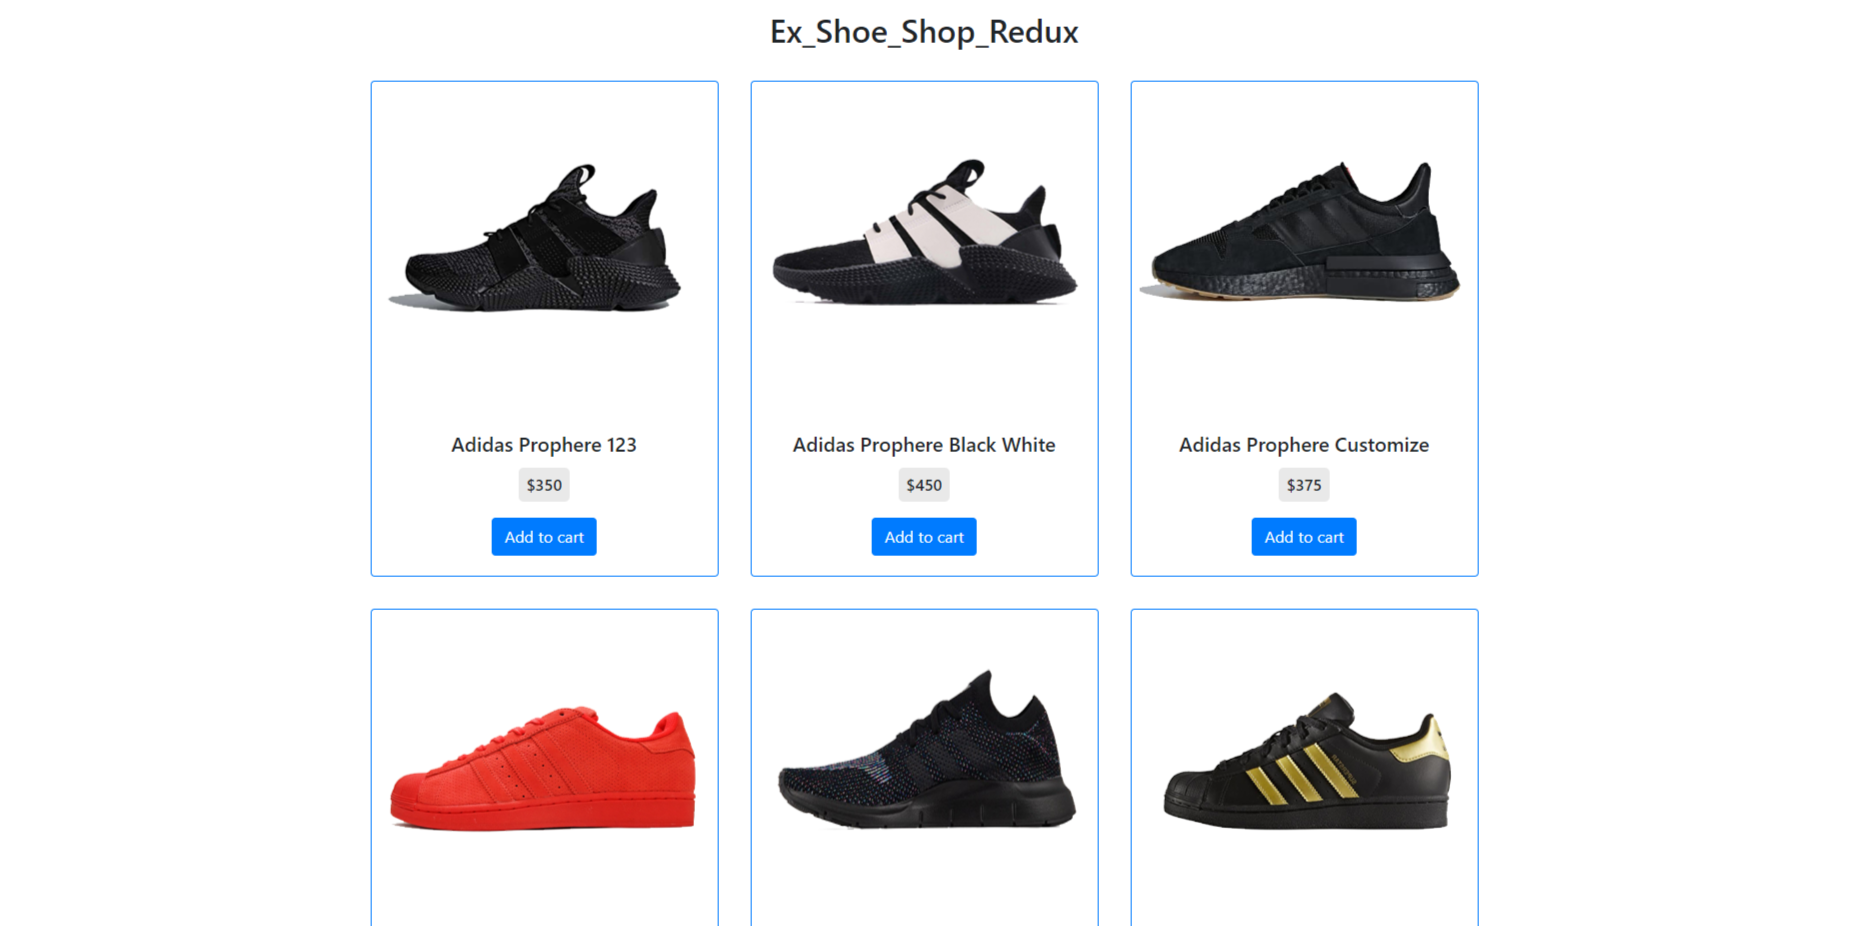 Ex_Shoe_Shop_Redux
Adidas Prophere 123
$350
Add to cart
Adidas Prophere Black White
$450
Add to cart
Adidas Prophere Customize
$375
Add to cart